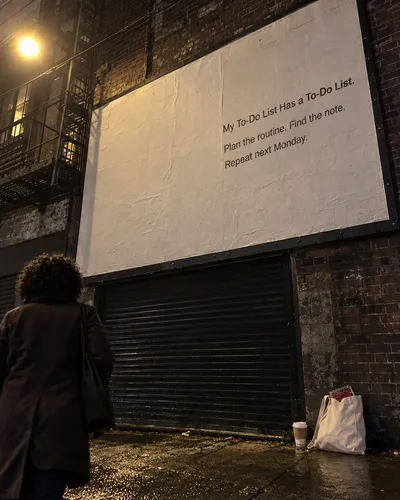 My To-Do List Has a To-Do List.
Plan the routine. Find the note.
Repeat next Monday.